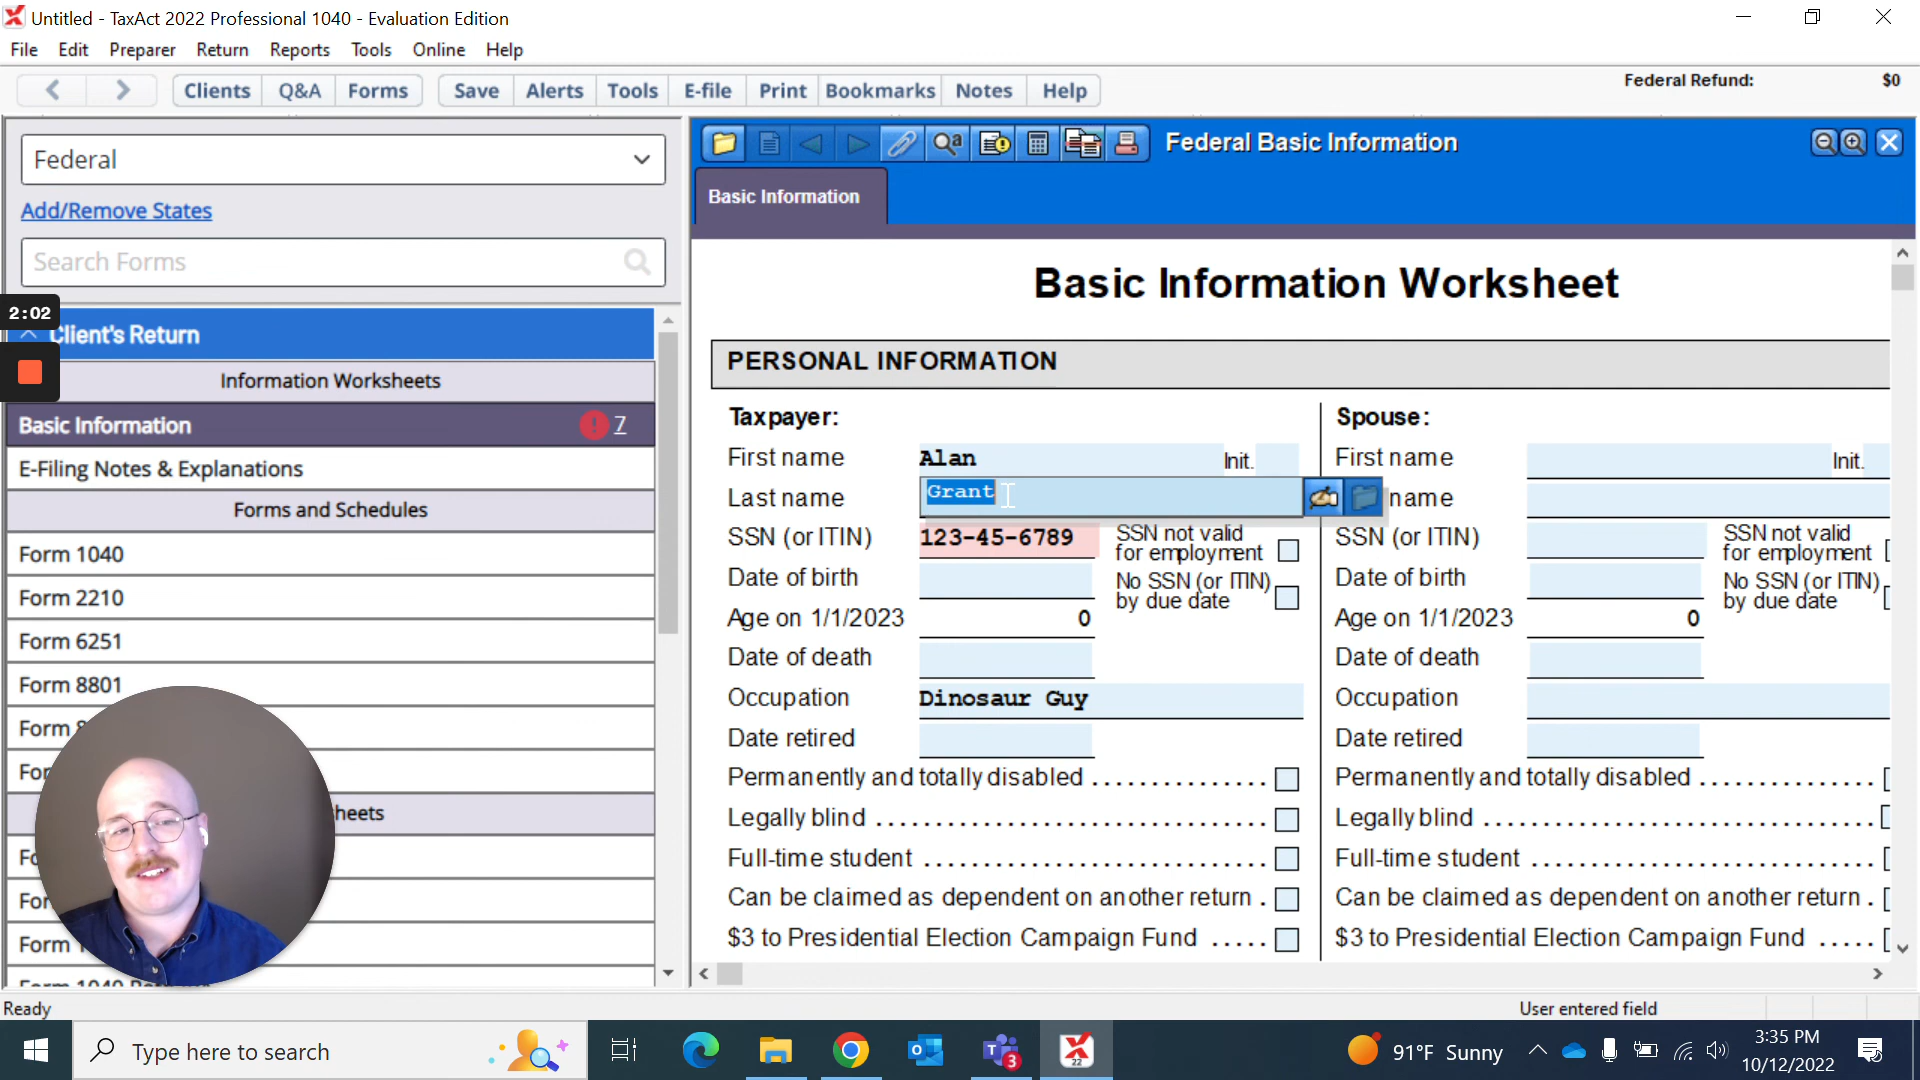 Untitled - TaxAct 2022 Professional 1040 - Evaluation Edition
File Edit Preparer Return Reports Tools Online Help
Clients Q&A Forms Save Alerts Tools E-file Print Bookmarks Notes Help
Federal Refund: $0
Federal
Add/Remove States
Search Forms
2:02
Client's Return
Information Worksheets
Basic Information ! 7
E-Filing Notes & Explanations
Forms and Schedules
Form 1040
Form 2210
Form 6251
Form 8801
Form
Federal Basic Information
Basic Information
Basic Information Worksheet
PERSONAL INFORMATION
Taxpayer: Spouse:
First name Alan Init. First name Init.
Last name Grant name
SSN (or ITIN) 123-45-6789 SSN not valid for employment SSN (or ITIN) SSN not valid for employment
Date of birth No SSN (or ITIN) by due date Date of birth No SSN (or ITIN) by due date
Age on 1/1/2023 0 Age on 1/1/2023 0
Date of death Date of death
Occupation Dinosaur Guy Occupation
Date retired Date retired
Permanently and totally disabled Permanently and totally disabled
Legally blind Legally blind
Full-time student Full-time student
Can be claimed as dependent on another return . Can be claimed as dependent on another return .
$3 to Presidential Election Campaign Fund ..... $3 to Presidential Election Campaign Fund .....
Ready User entered field
Type here to search
3
22
91°F Sunny
3:35 PM
10/12/2022